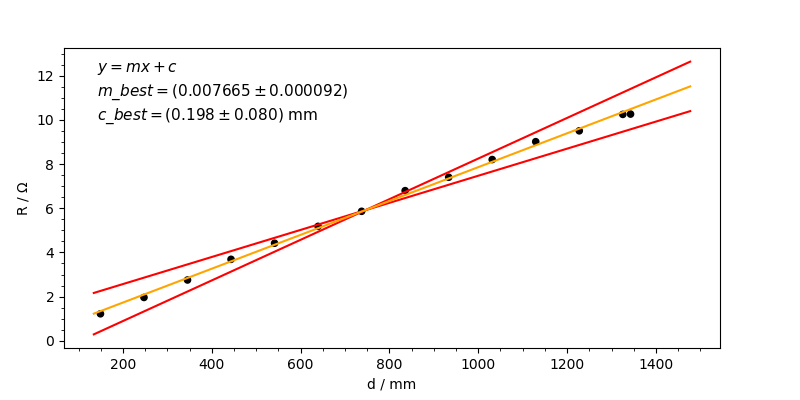 y = mx + c
m_best = (0.007665 ± 0.000092)
c_best = (0.198 ± 0.080) mm
R / Ω
12
10
8
6
4
2
0
200 400 600 800 1000 1200 1400
d / mm